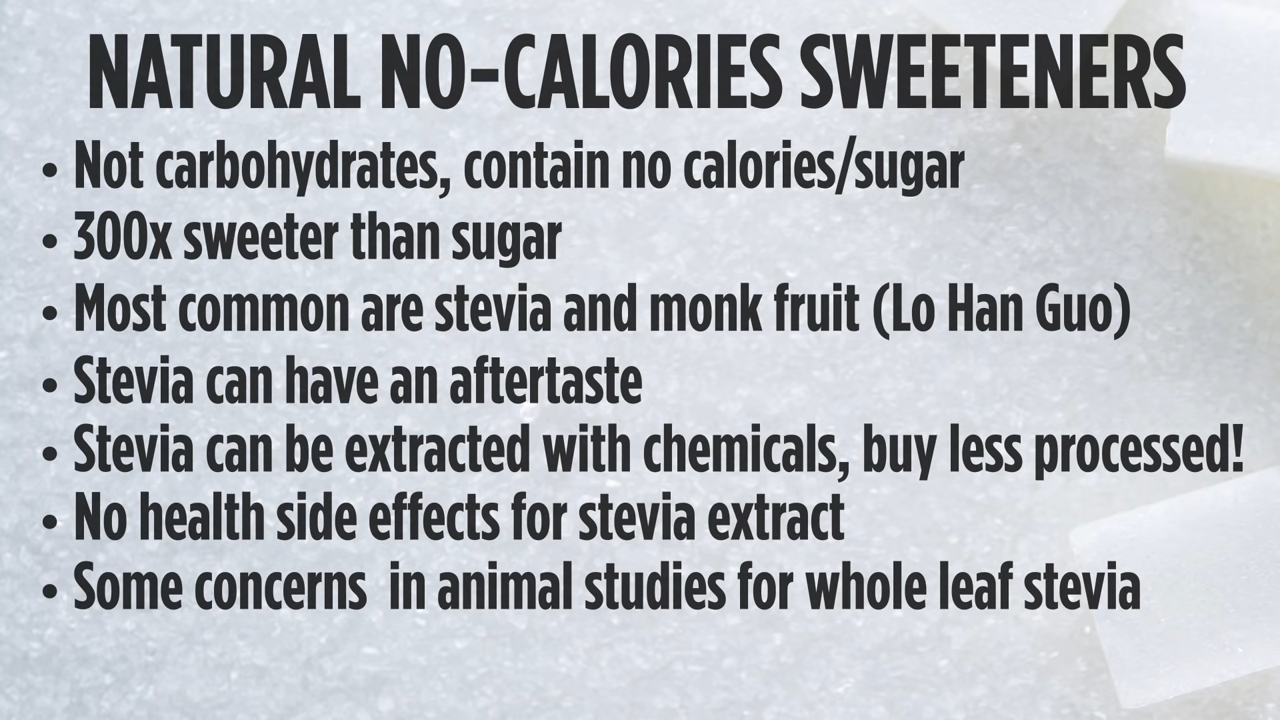 NATURAL NO-CALORIES SWEETENERS
• Not carbohydrates, contain no calories/sugar
• 300x sweeter than sugar
• Most common are stevia and monk fruit (Lo Han Guo)
• Stevia can have an aftertaste
• Stevia can be extracted with chemicals, buy less processed!
• No health side effects for stevia extract
• Some concerns  in animal studies for whole leaf stevia